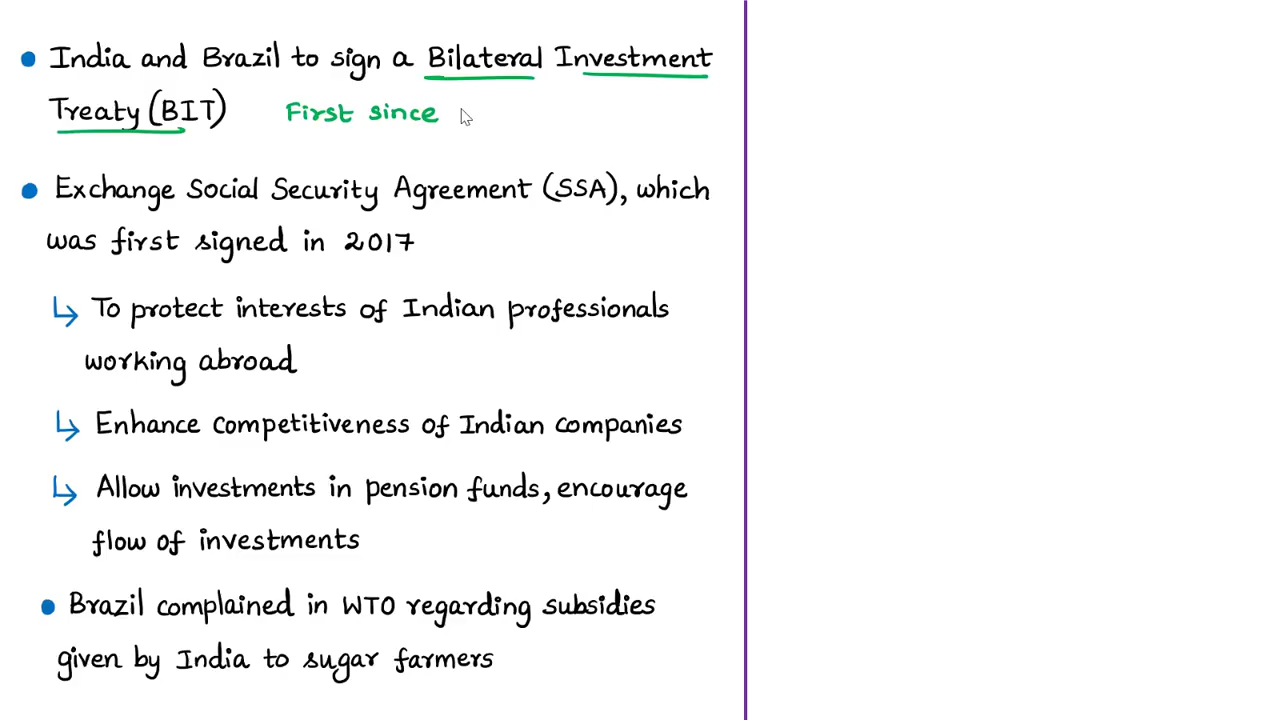 India and Brazil to sign a Bilateral Investment
Treaty (BIT) First since
Exchange Social Security Agreement (SSA), which
was first signed in 2017
To protect interests of Indian professionals
working abroad
Enhance competitiveness of Indian companies
Allow investments in pension funds, encourage
flow of investments
Brazil complained in WTO regarding subsidies
given by India to sugar farmers